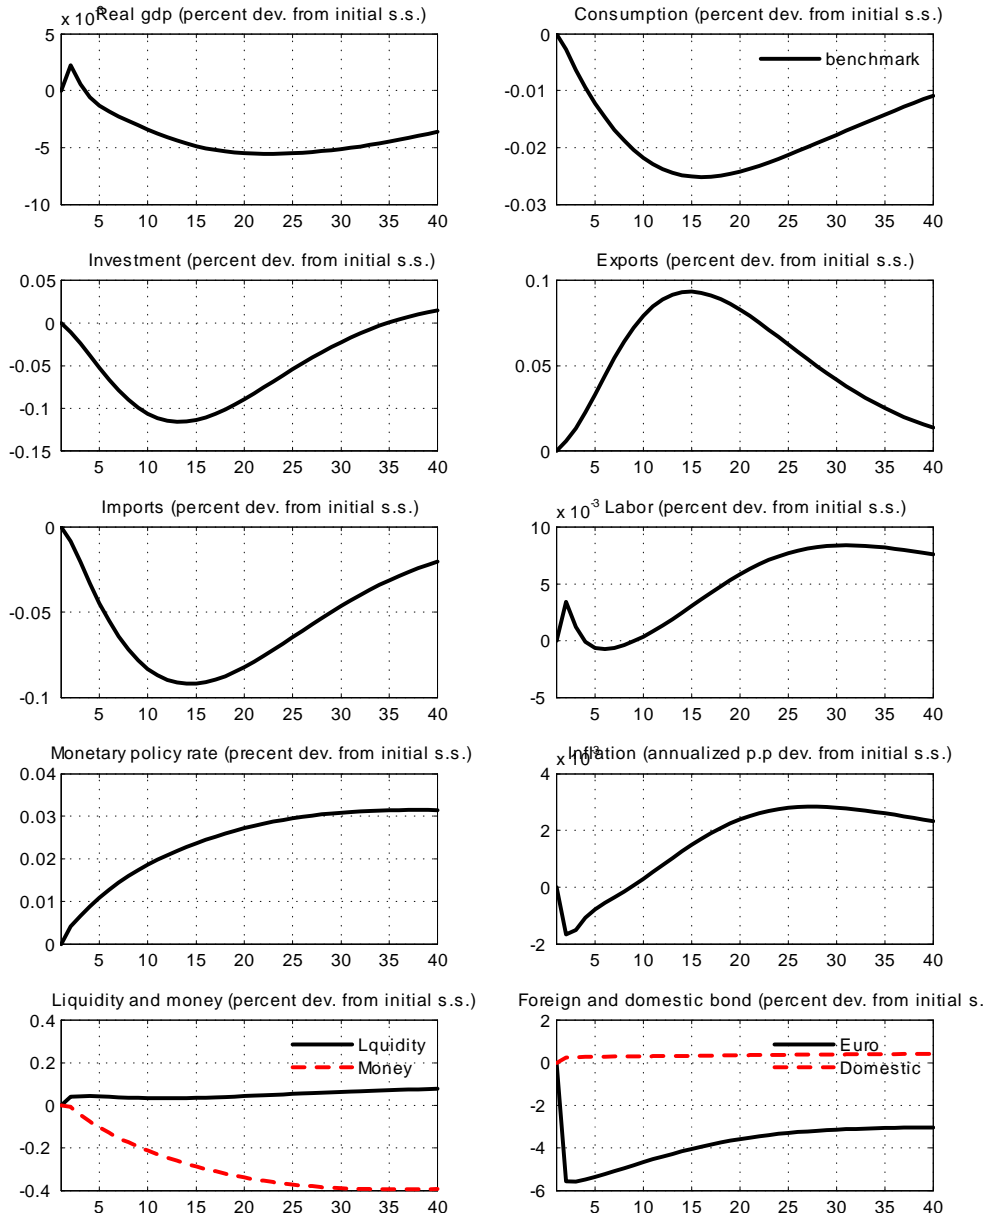 x 10 Real gdp (percent dev. from initial s.s.)
5
0
-5
-10
5 10 15 20 25 30 35 40
Consumption (percent dev. from initial s.s.)
benchmark
0
-0.01
-0.02
-0.03
5 10 15 20 25 30 35 40
Investment (percent dev. from initial s.s.)
0.05
0
-0.05
-0.1
-0.15
5 10 15 20 25 30 35 40
Exports (percent dev. from initial s.s.)
0.1
0.05
0
5 10 15 20 25 30 35 40
Imports (percent dev. from initial s.s.)
0
-0.05
-0.1
5 10 15 20 25 30 35 40
x 10-3 Labor (percent dev. from initial s.s.)
10
5
0
-5
5 10 15 20 25 30 35 40
Monetary policy rate (precent dev. from initial s.s.)
0.04
0.03
0.02
0.01
0
5 10 15 20 25 30 35 40
x 10 Inflation (annualized p.p dev. from initial s.s.)
4
2
0
-2
5 10 15 20 25 30 35 40
Liquidity and money (percent dev. from initial s.s.)
Lquidity
Money
0.4
0.2
0
-0.2
-0.4
5 10 15 20 25 30 35 40
Foreign and domestic bond (percent dev. from initial s.
Euro
Domestic
2
0
-2
-4
-6
5 10 15 20 25 30 35 40